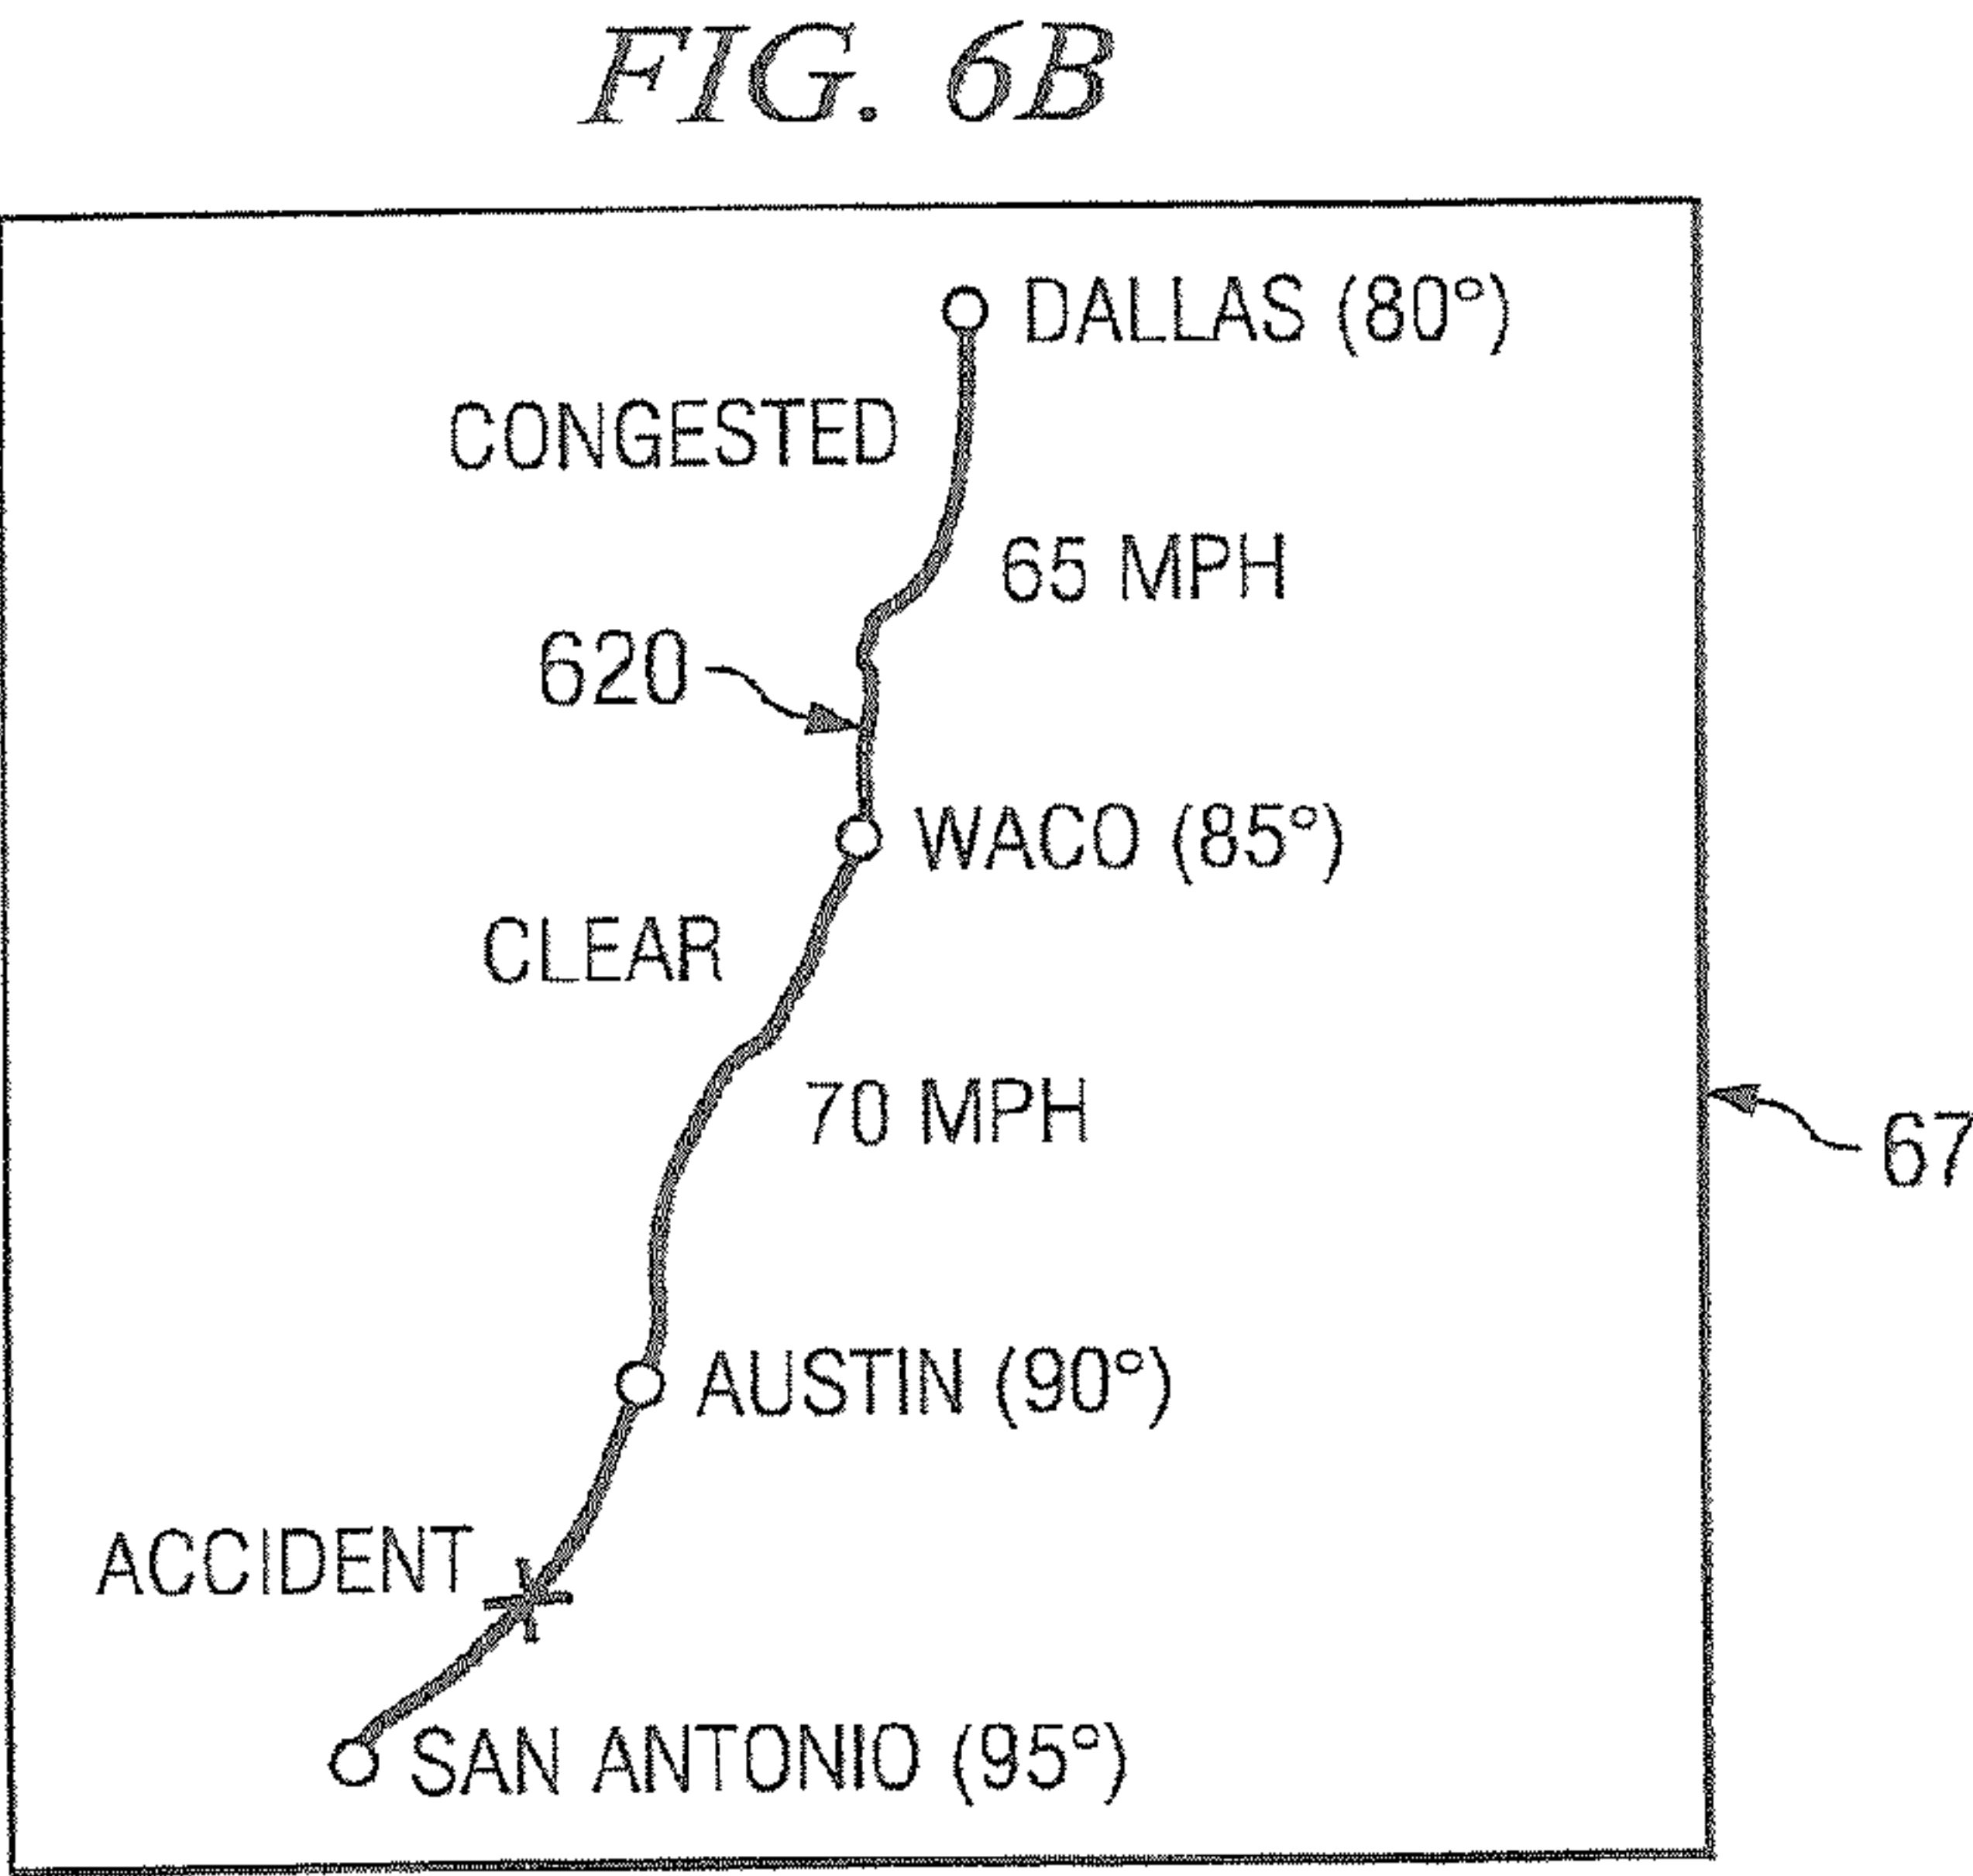 FIG. 6B
DALLAS (80°)
CONGESTED
65 MPH
620
WACO (85°)
CLEAR
70 MPH
67
AUSTIN (90°)
ACCIDENT
SAN ANTONIO (95°)